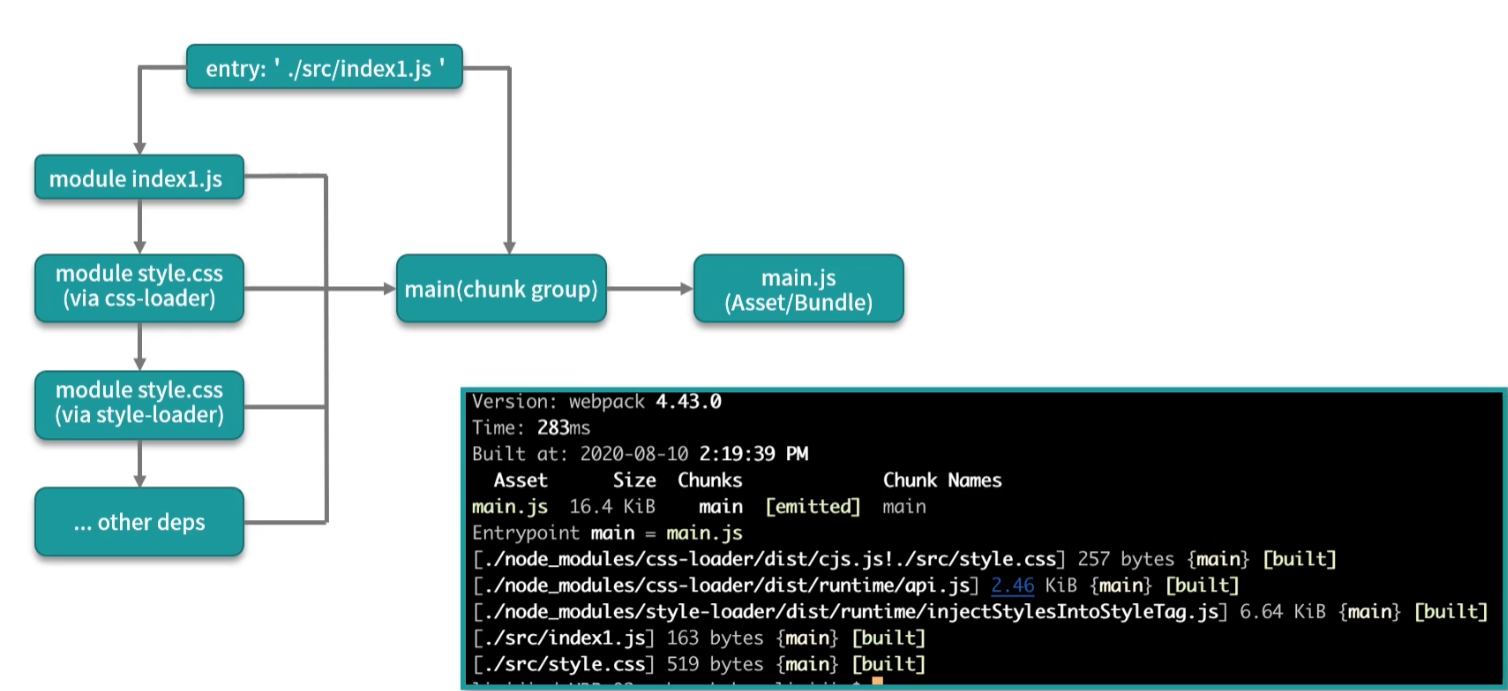 entry: ' ./src/index1.js '
module index1.js
module style.css
(via css-loader)
main(chunk group)
main.js
(Asset/Bundle)
module style.css
(via style-loader)
... other deps
Version: webpack 4.43.0
Time: 283ms
Built at: 2020-08-10 2:19:39 PM
Asset Size Chunks Chunk Names
main.js 16.4 KiB main [emitted] main
Entrypoint main = main.js
[./node_modules/css-loader/dist/cjs.js!./src/style.css] 257 bytes {main} [built]
[./node_modules/css-loader/dist/runtime/api.js] 2.46 KiB {main} [built]
[./node_modules/style-loader/dist/runtime/injectStylesIntoStyleTag.js] 6.64 KiB {main} [built]
[./src/index1.js] 163 bytes {main} [built]
[./src/style.css] 519 bytes {main} [built]